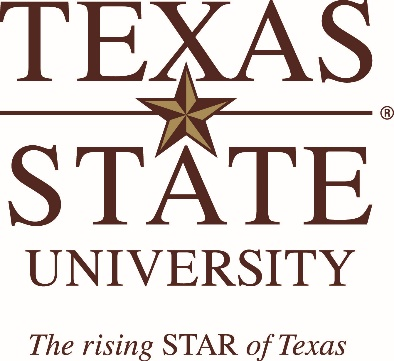 TEXAS
®
STATE
UNIVERSITY
The rising STAR of Texas